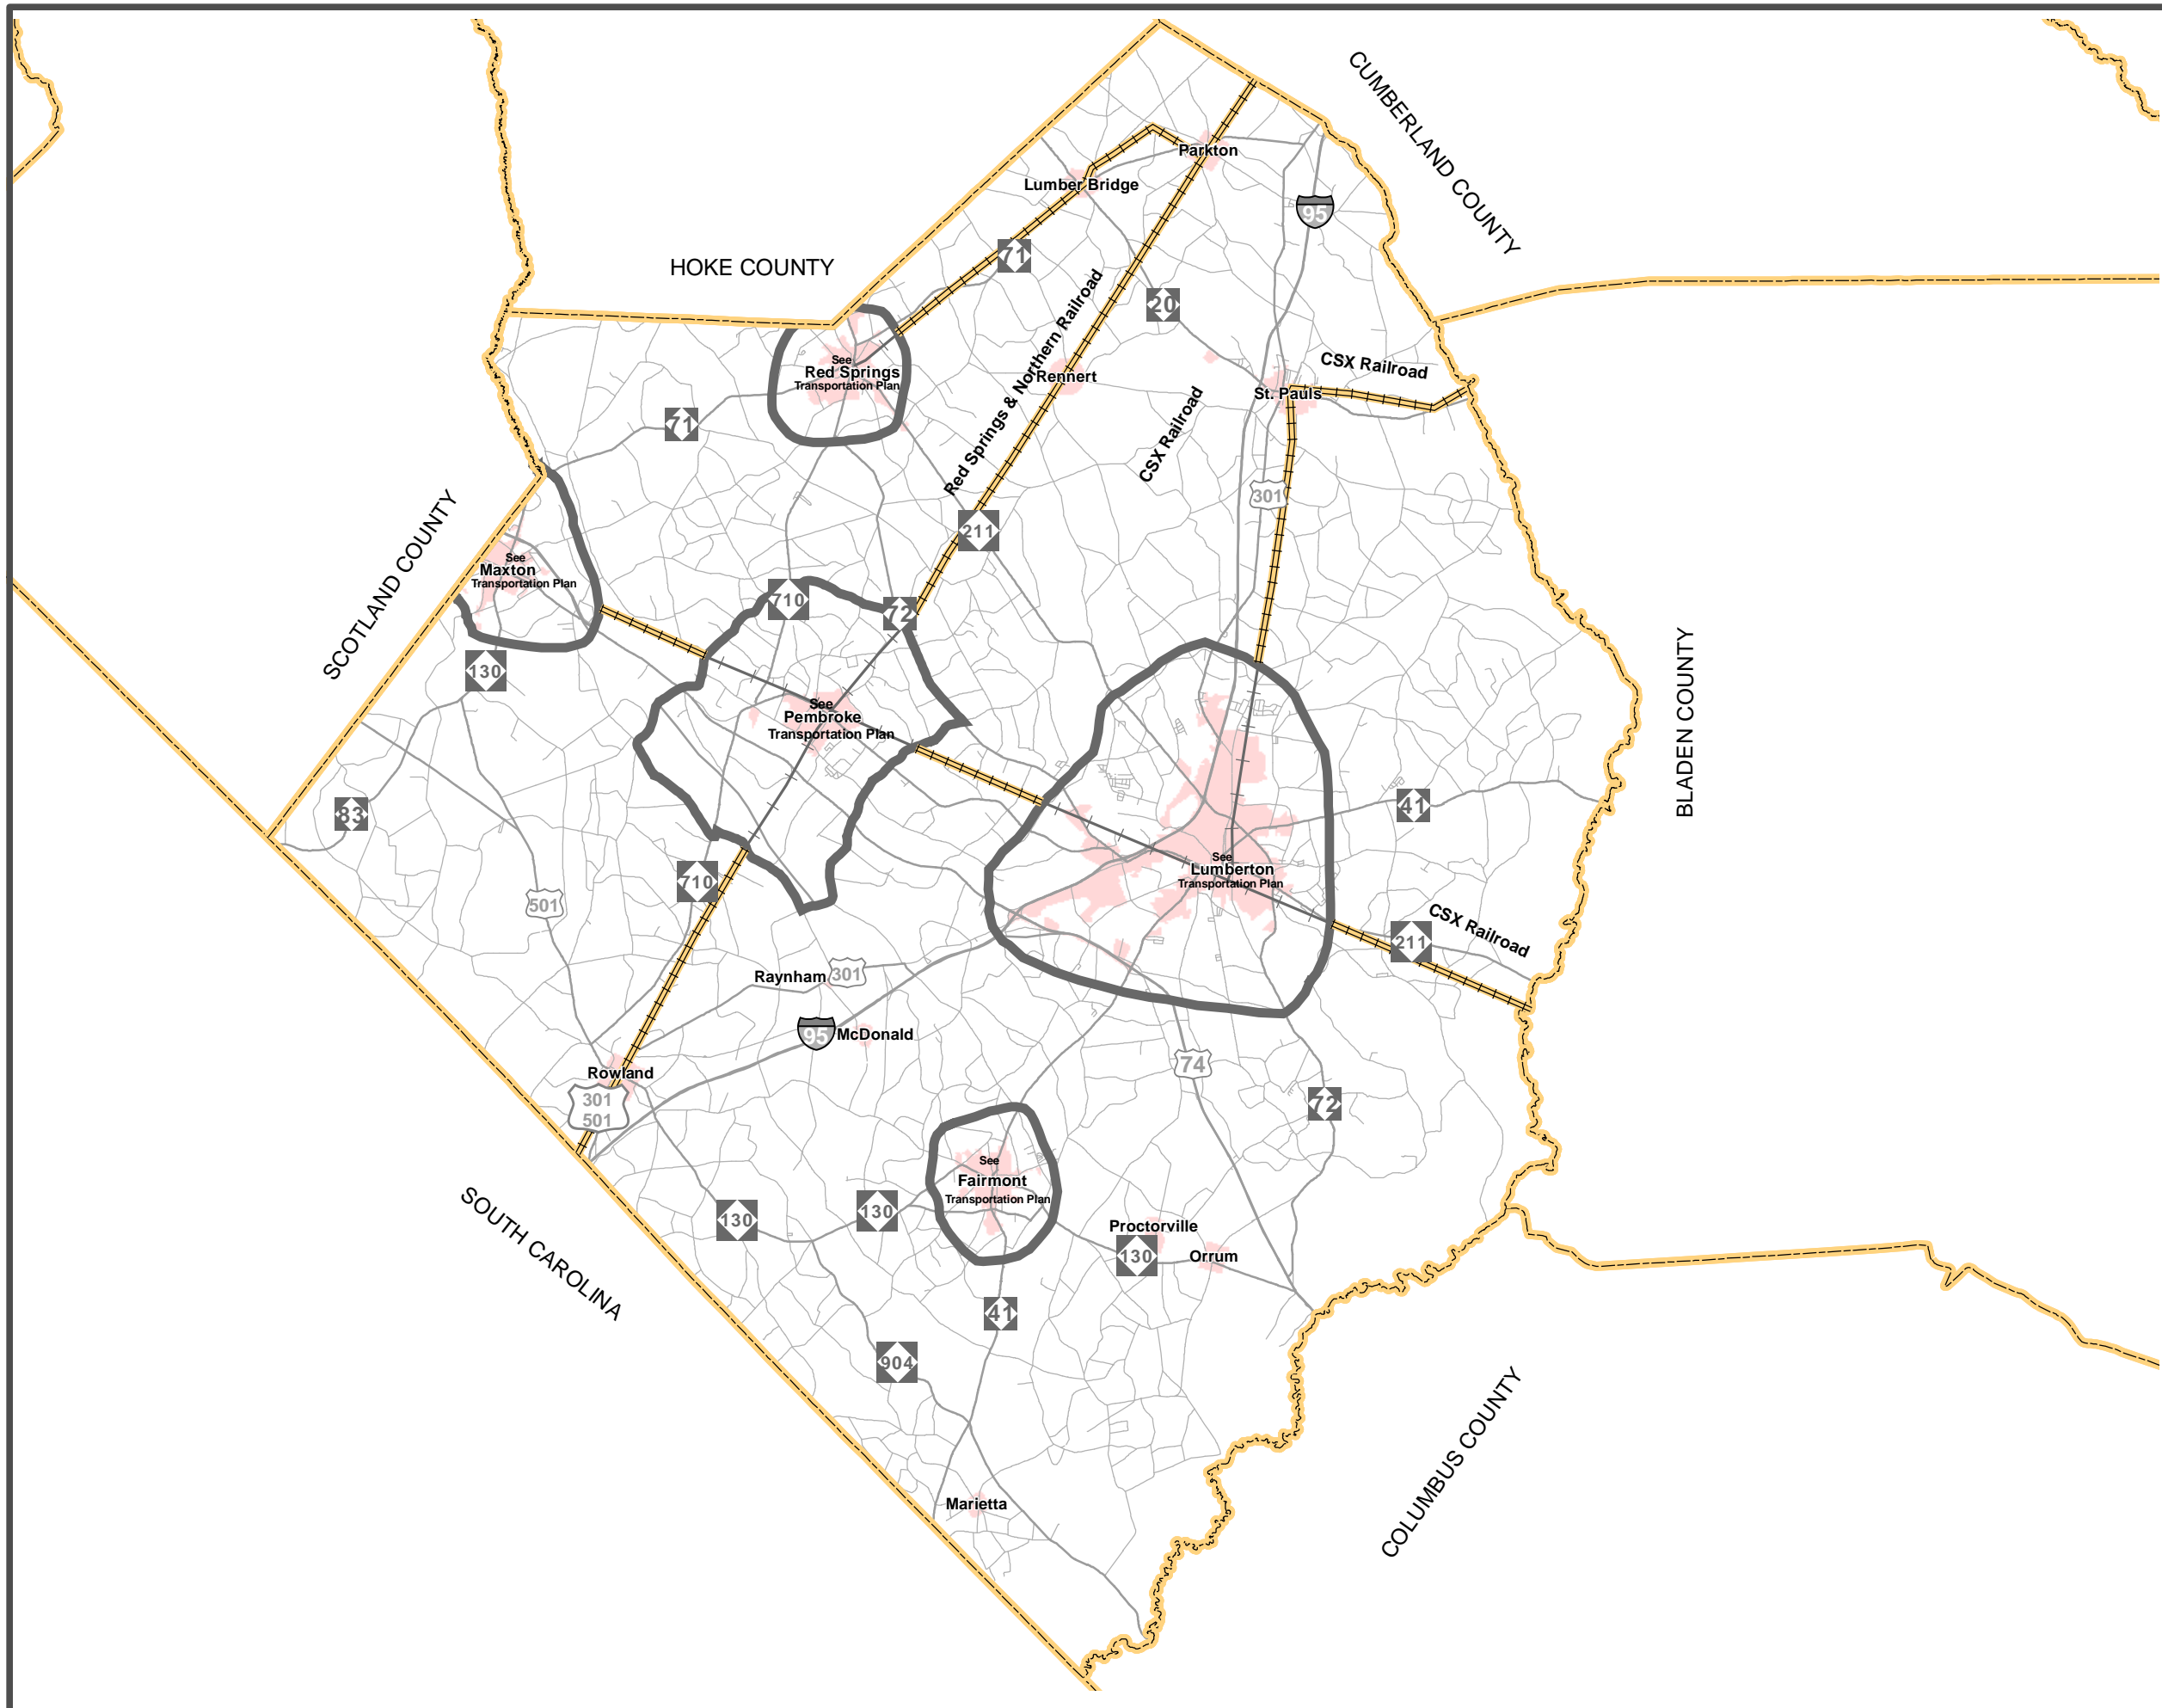 CUMBERLAND COUNTY
Parkton
Lumber Bridge
95
71
HOKE COUNTY
20
Red Springs & Northern Railroad
See
Red Springs
Transportation Plan
Rennert
CSX Railroad
St. Pauls
CSX Railroad
71
301
211
SCOTLAND COUNTY
See
Maxton
Transportation Plan
710
72
130
BLADEN COUNTY
See
Pembroke
Transportation Plan
83
41
See
Lumberton
Transportation Plan
710
501
CSX Railroad
211
Raynham
301
95
McDonald
74
Rowland
301
501
72
See
Fairmont
Transportation Plan
SOUTH CAROLINA
130
130
Proctorville
130
Orrum
41
904
COLUMBUS COUNTY
Marietta